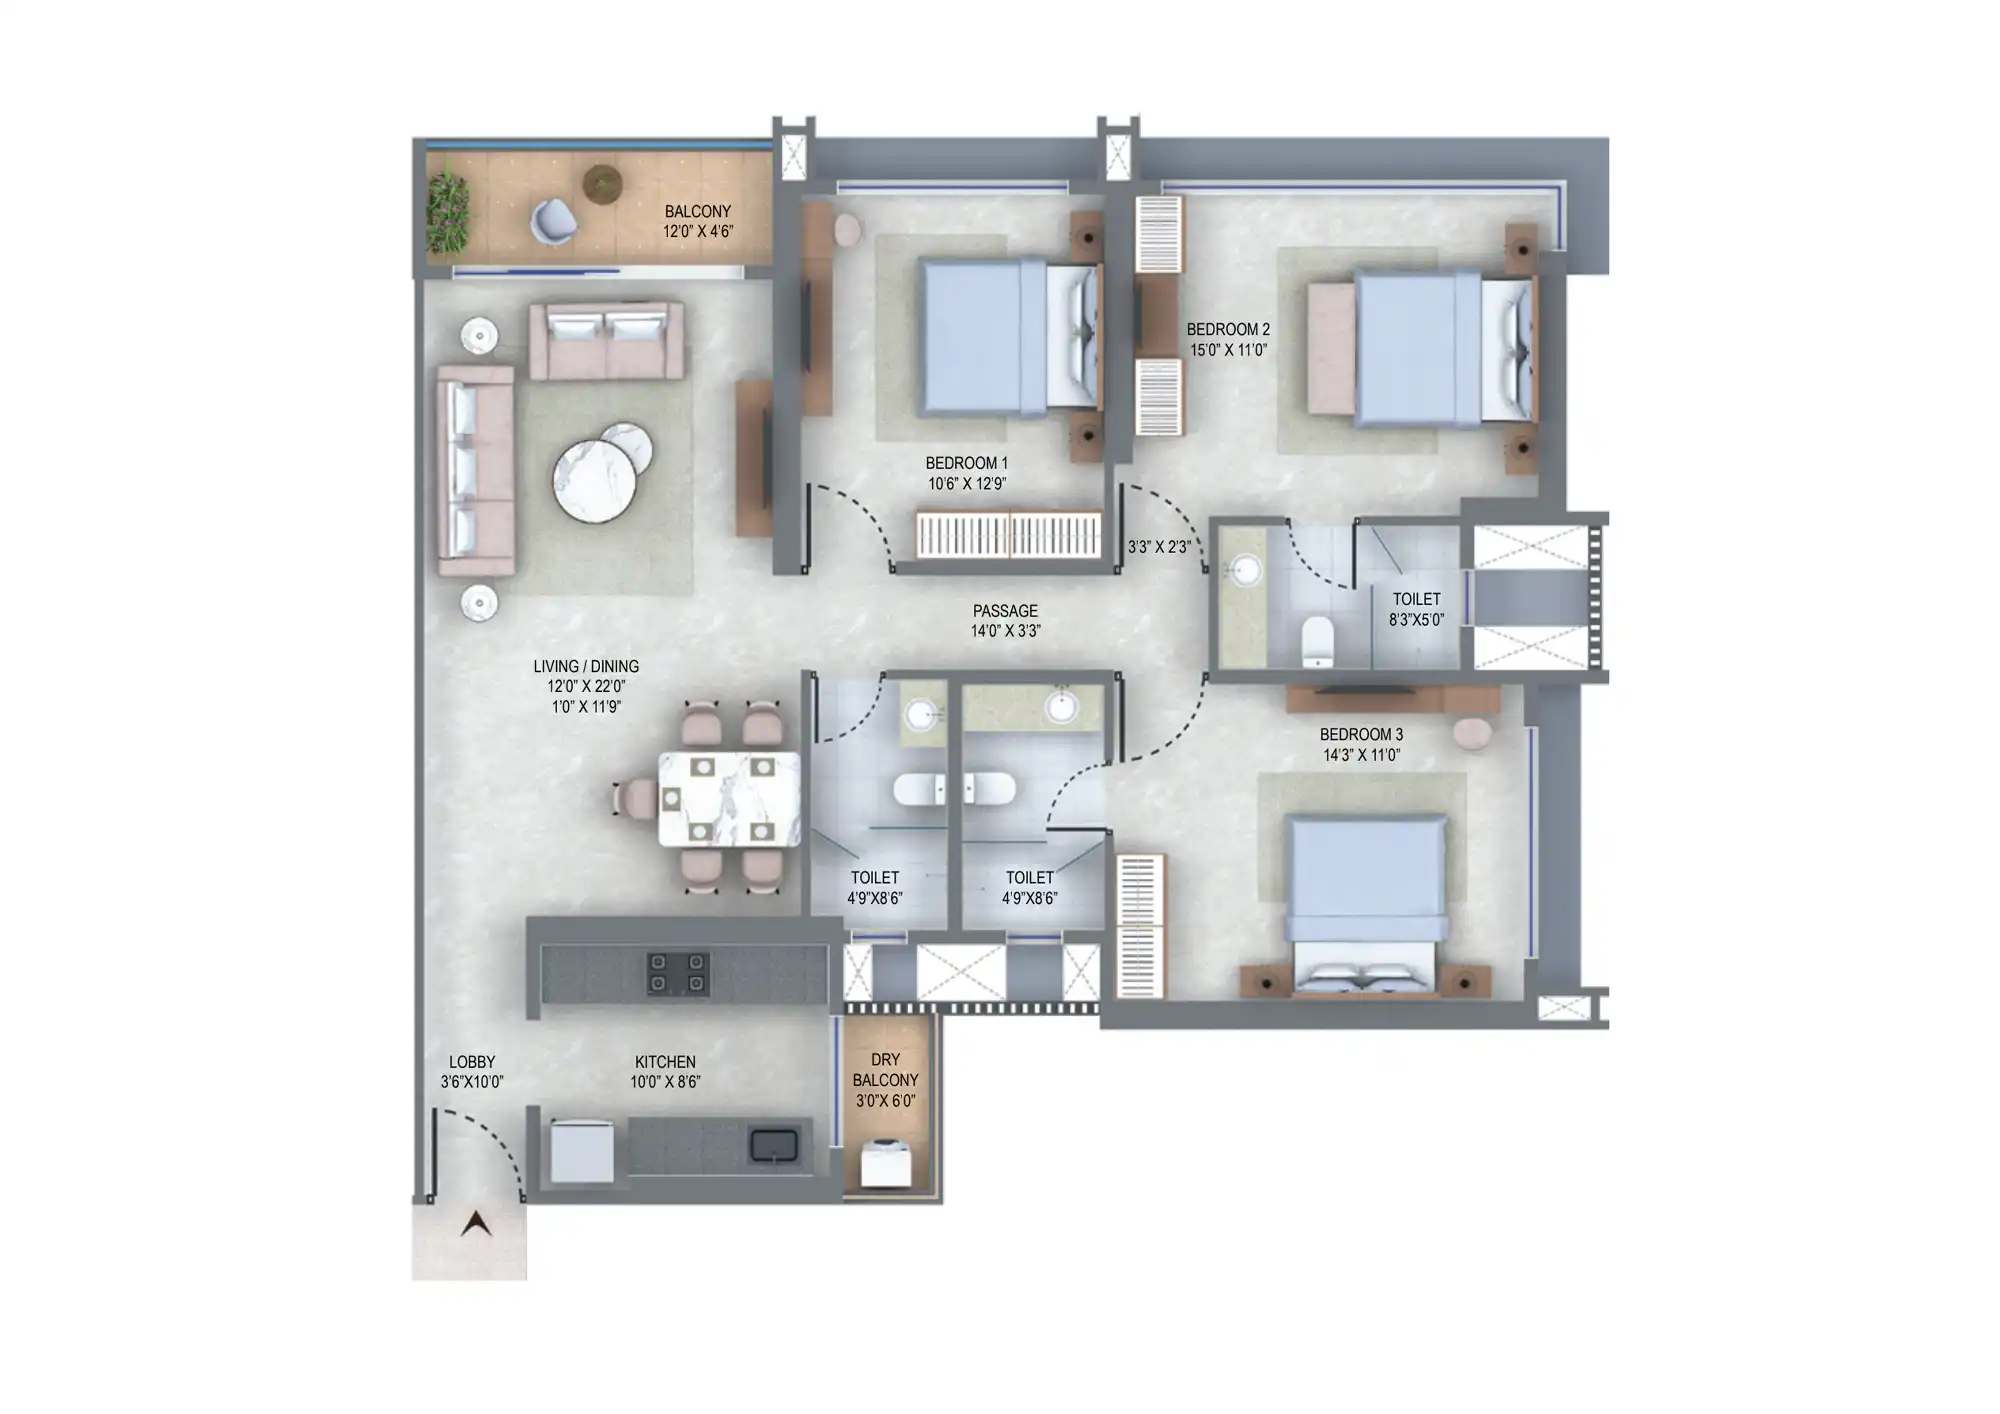 BALCONY
12'0" X 4'6"
BEDROOM 2
15'0" X 11'0"
BEDROOM 1
10'6" X 12'9"
3'3" X 2'3"
PASSAGE
14'0" X 3'3"
TOILET
8'3"X5'0"
LIVING / DINING
12'0" X 22'0"
1'0" X 11'9"
BEDROOM 3
14'3" X 11'0"
TOILET
4'9"X8'6"
TOILET
4'9"X8'6"
LOBBY
3'6"X10'0"
KITCHEN
10'0" X 8'6"
DRY
BALCONY
3'0"X 6'0"